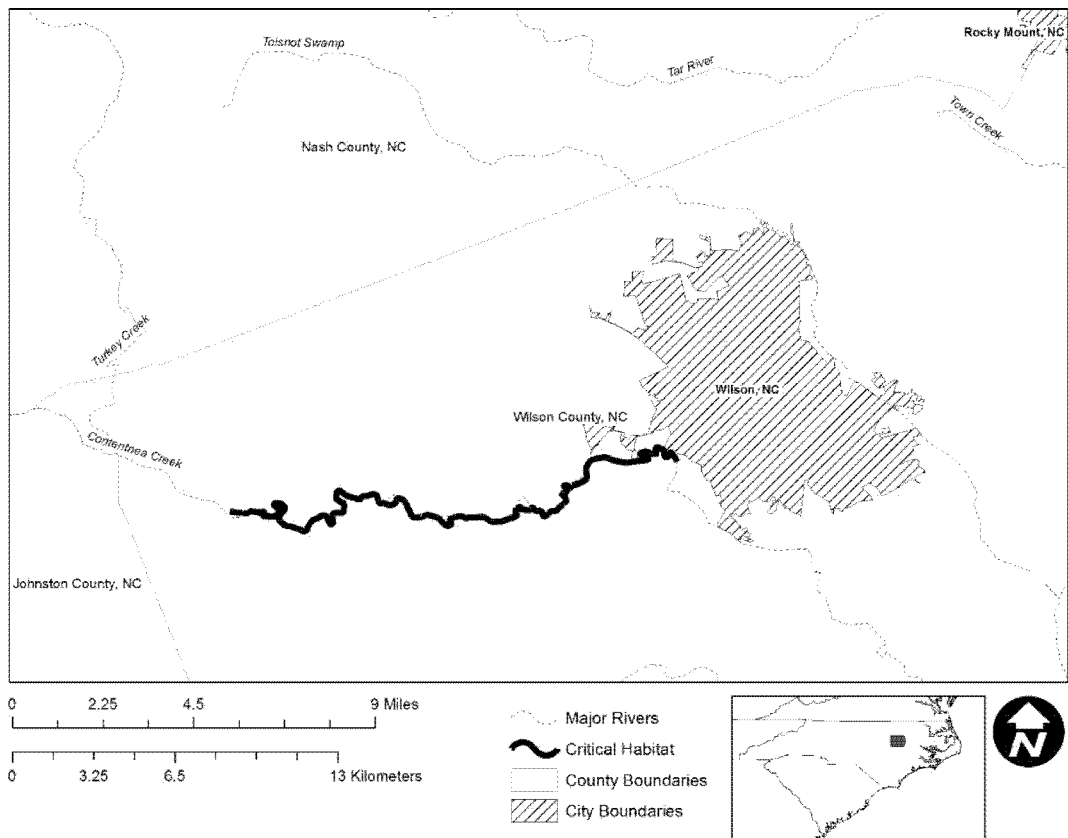 Rocky Mount, NC
Toisnot Swamp
Tar River
Town Creek
Nash County, NC
Turkey Creek
Wilson, NC
Wilson County, NC
Contentnea Creek
Johnston County, NC
0 2.25 4.5 9 Miles
0 3.25 6.5 13 Kilometers
Major Rivers
Critical Habitat
County Boundaries
City Boundaries
N